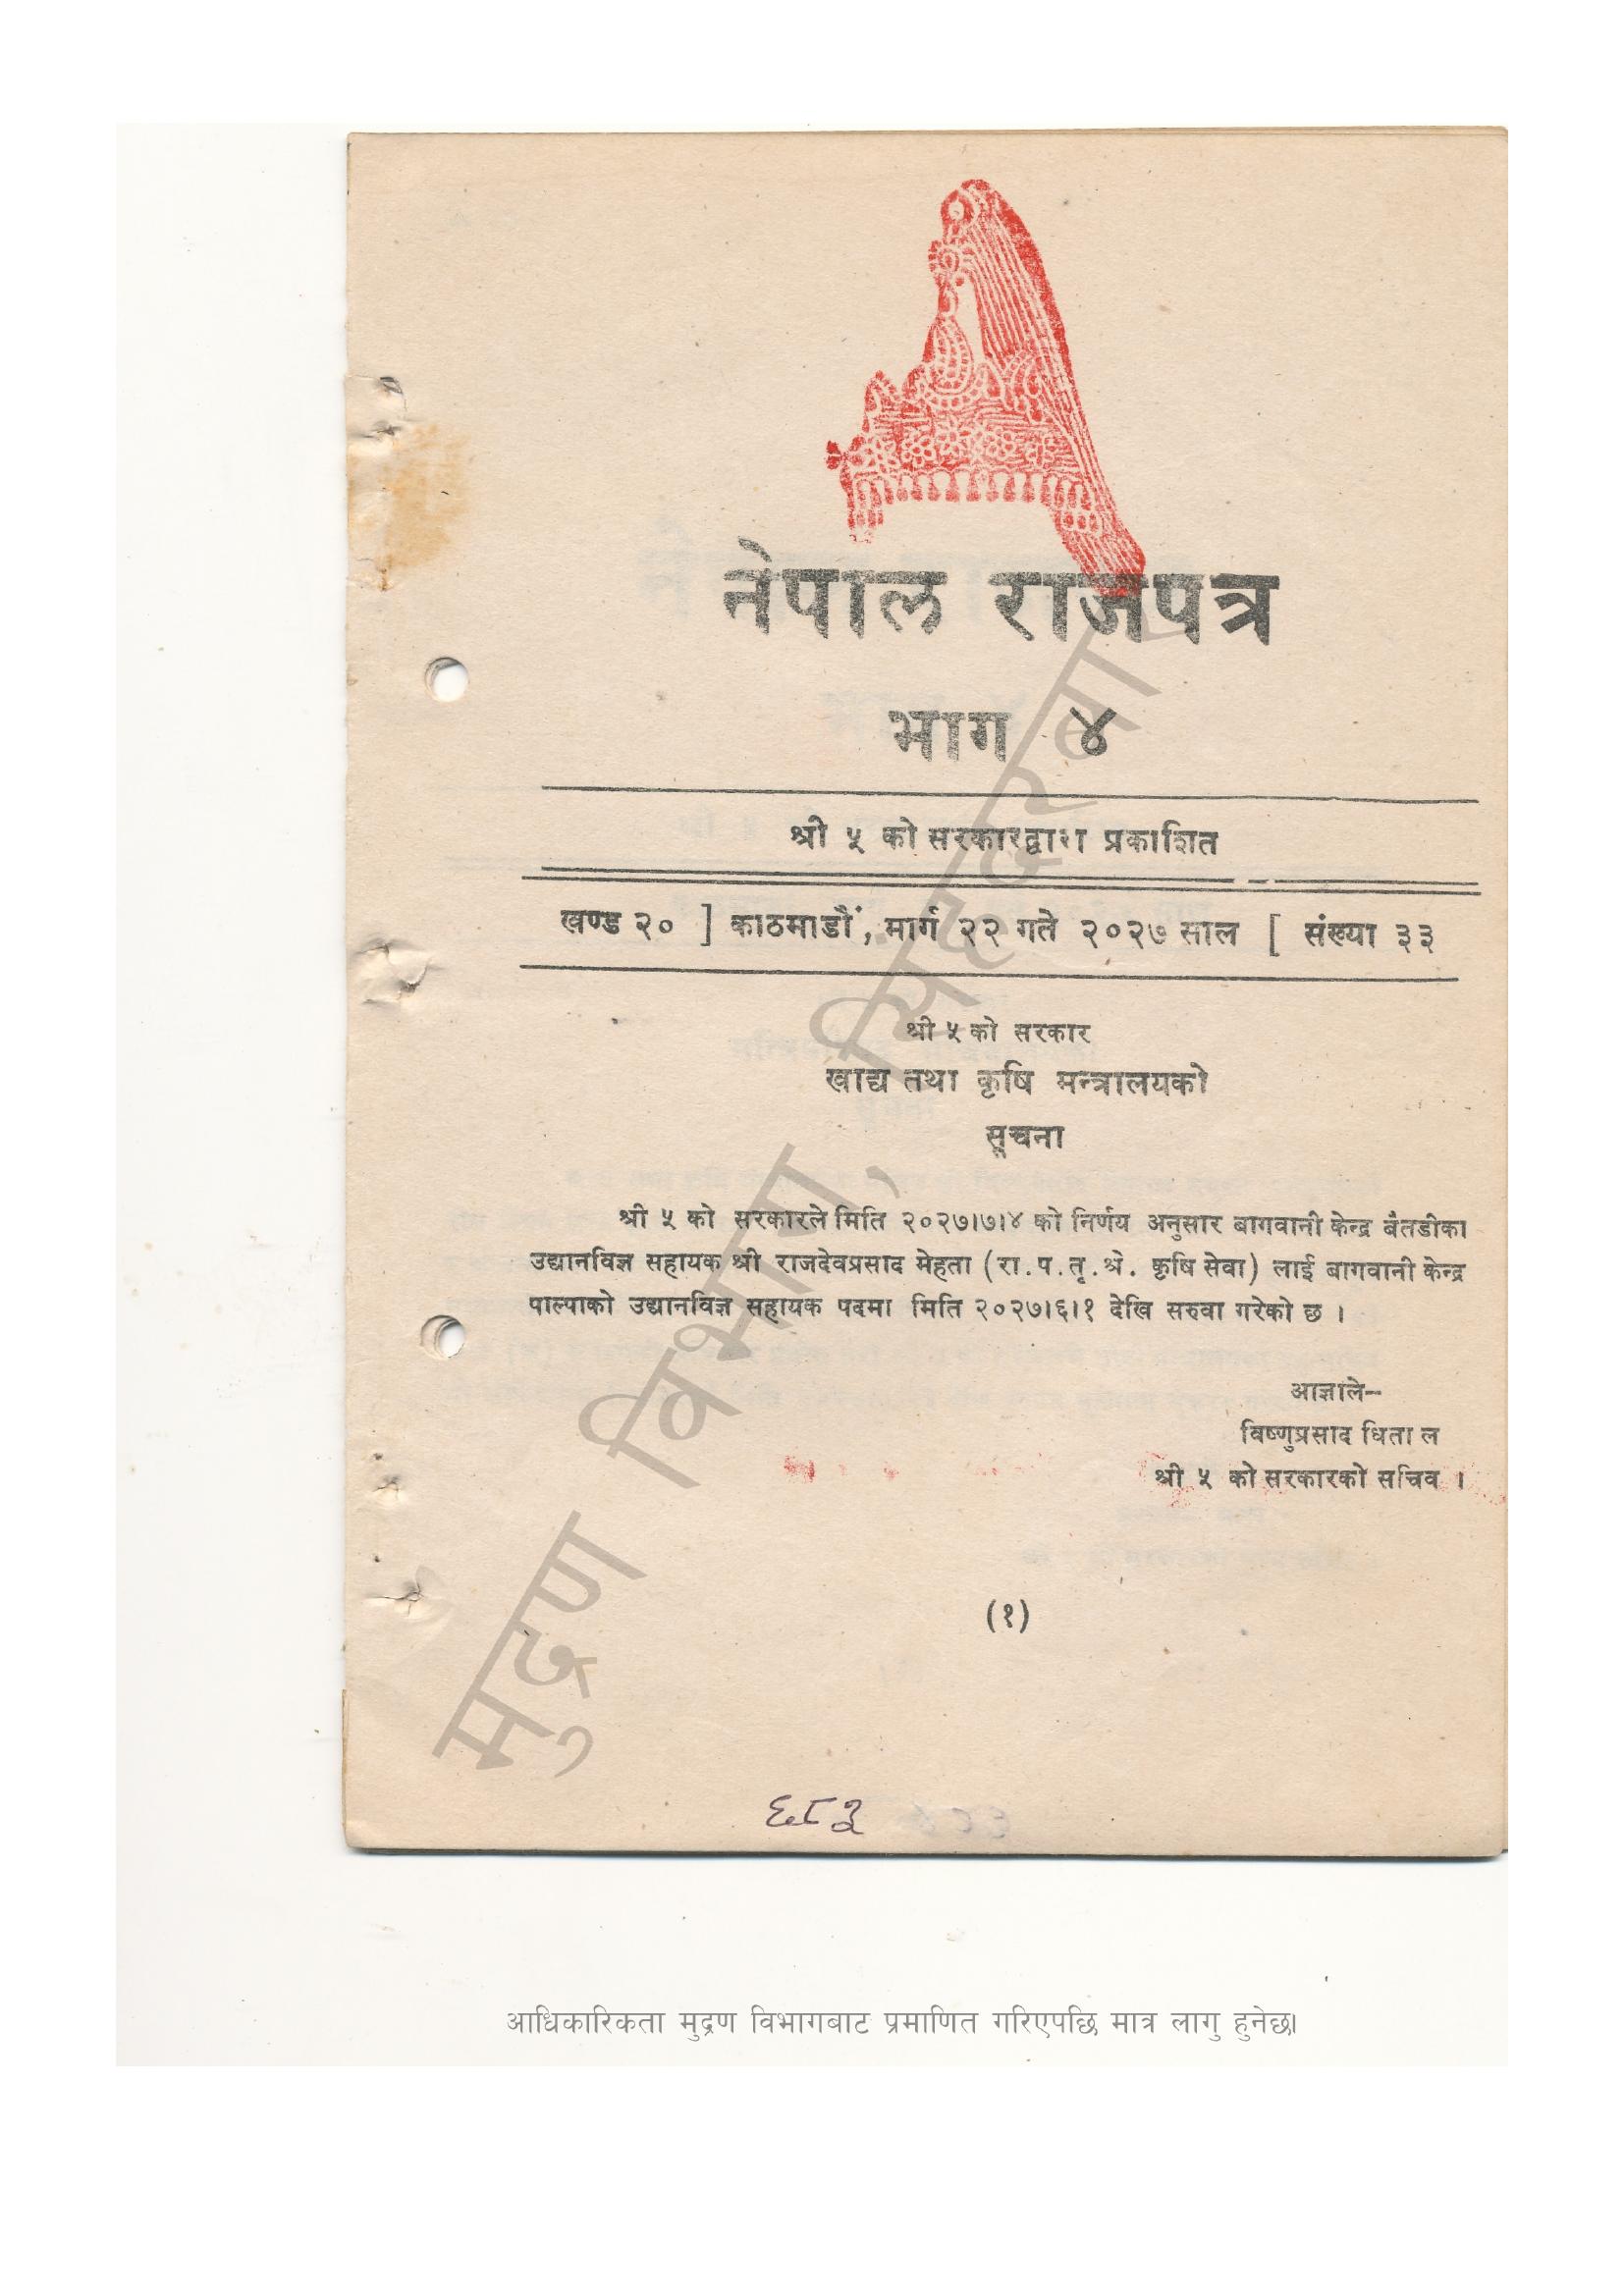 नेपाल राजपत्र
भाग ४
श्री ५ को सरकारद्वारा प्रकाशित
खण्ड २० ] काठमाडौं, मार्ग २२ गते २०२७ साल [ संख्या ३३
श्री ५ को सरकार
खाद्य तथा कृषि मन्त्रालयको
सूचना
श्री ५ को सरकारले मिति २०२७।७।४ को निर्णय अनुसार बागवानी केन्द्र बैतडीका
उद्यानविज्ञ सहायक श्री राजदेवप्रसाद मेहता (रा.प.तृ.श्रे. कृषि सेवा) लाई बागवानी केन्द्र
पाल्पाको उद्यानविज्ञ सहायक पदमा मिति २०२७।६।१ देखि सरुवा गरेको छ ।
आज्ञाले–
विष्णुप्रसाद धिताल
श्री ५ को सरकारको सचिव ।
(१)
मुद्रण विभाग, सिंहदरबार
६८३
आधिकारिकता मुद्रण विभागबाट प्रमाणित गरिएपछि मात्र लागु हुनेछ।